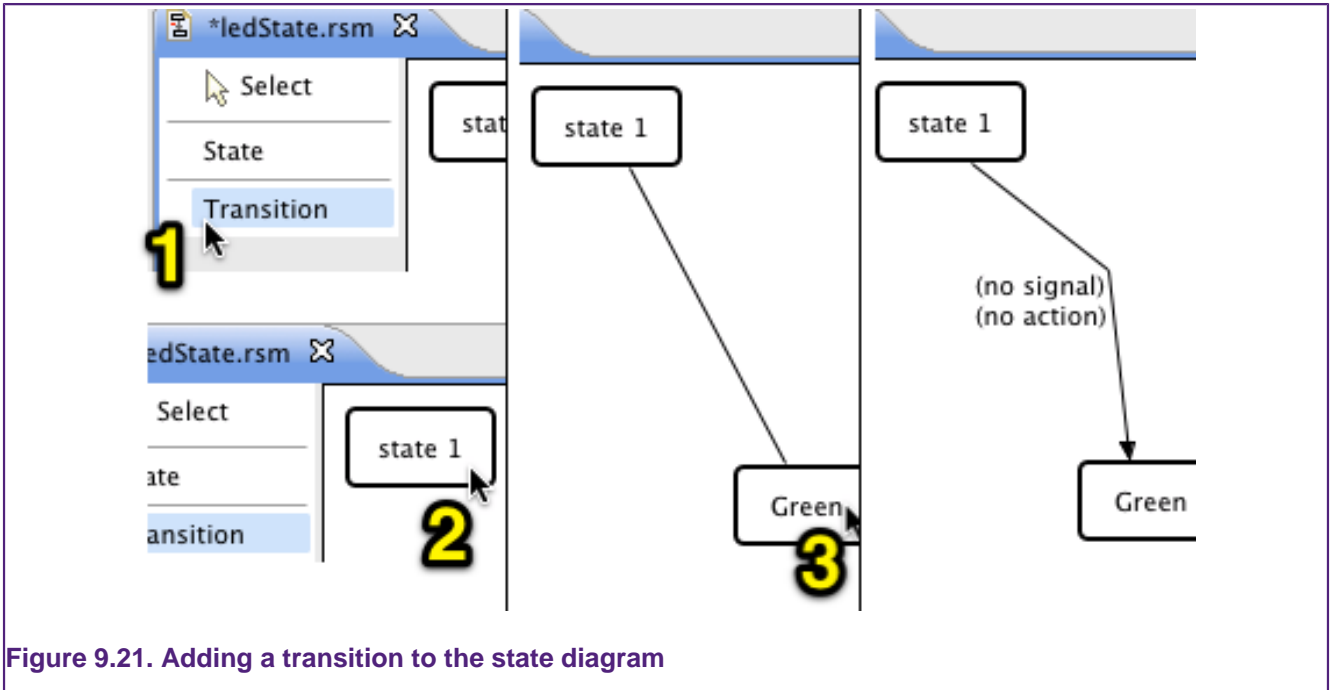 *ledState.rsm
Select
State
Transition
stat
1
edState.rsm
Select
ate
ansition
state 1
2
state 1
Green
3
state 1
(no signal)
(no action)
Green
Figure 9.21. Adding a transition to the state diagram